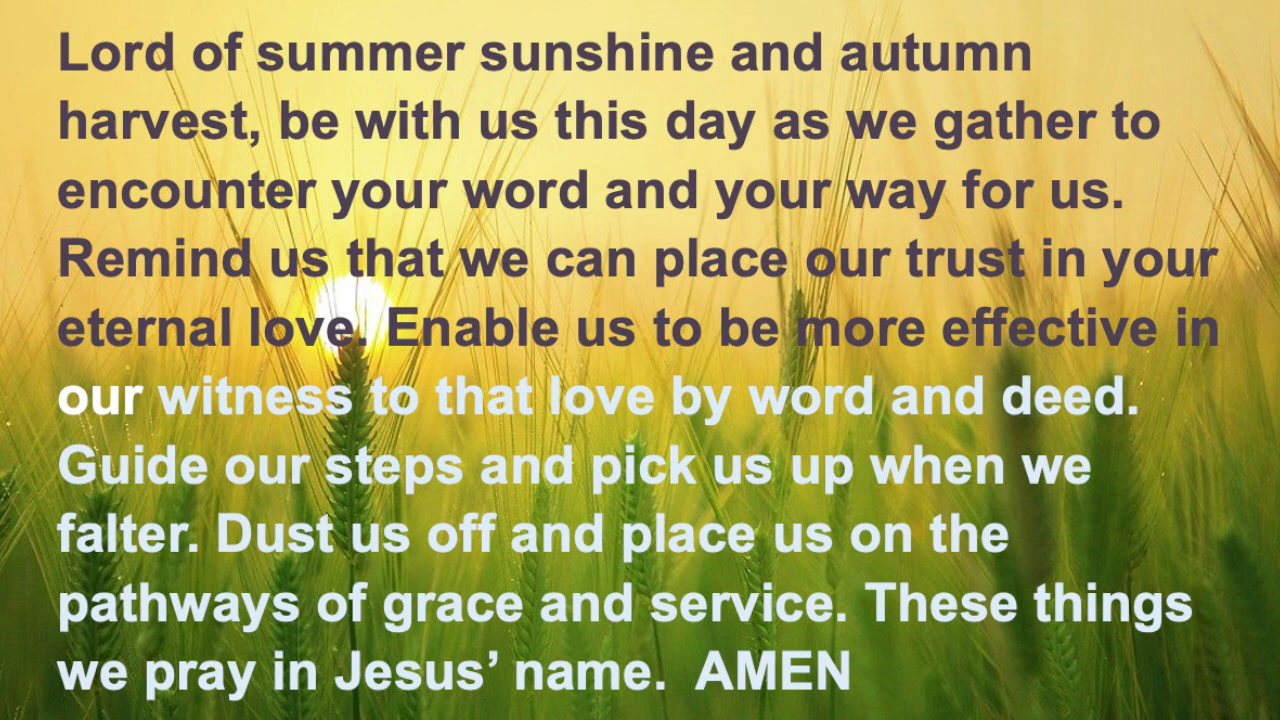 Lord of summer sunshine and autumn
harvest, be with us this day as we gather to
encounter your word and your way for us.
Remind us that we can place our trust in your
eternal love. Enable us to be more effective in
our witness to that love by word and deed.
Guide our steps and pick us up when we
falter. Dust us off and place us on the
pathways of grace and service. These things
we pray in Jesus’ name.  AMEN